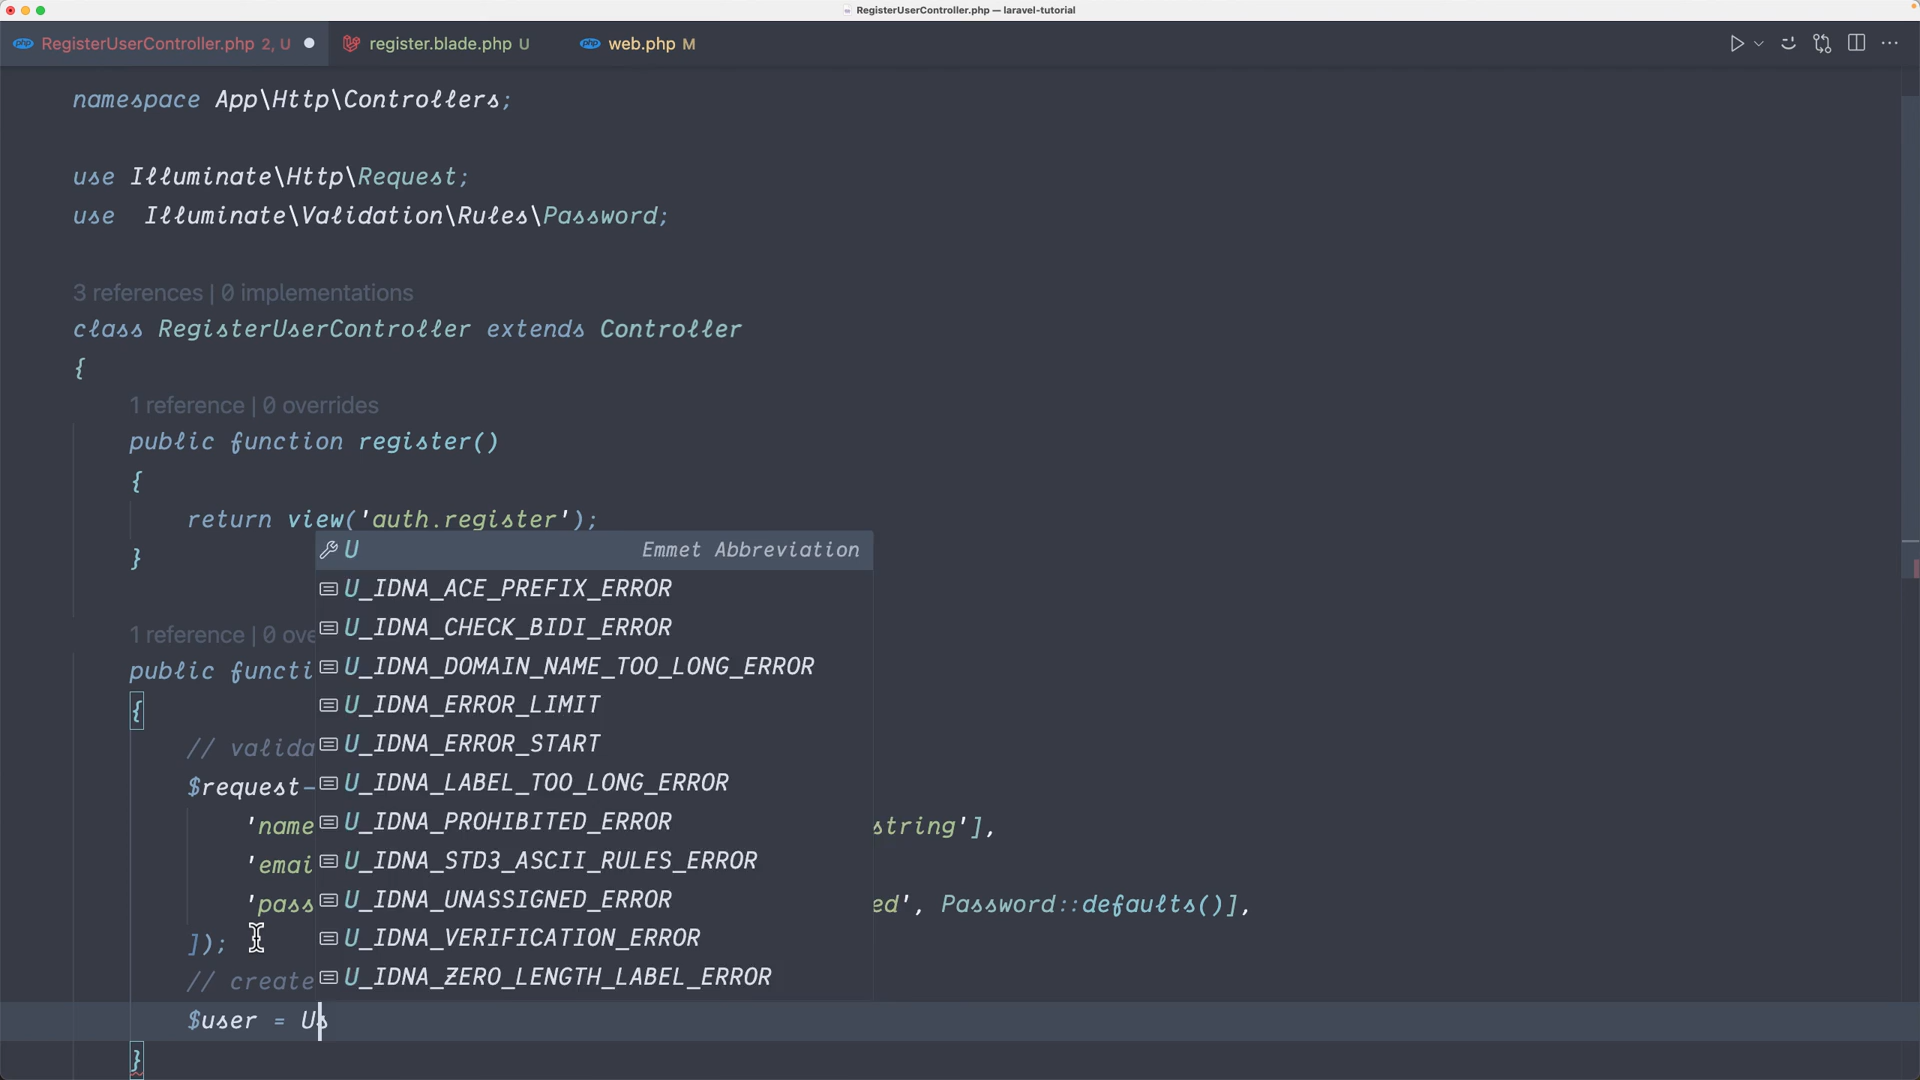 RegisterUserController.php — laravel-tutorial
php RegisterUserController.php 2, U register.blade.php U php web.php M
namespace App\Http\Controllers;
use Illuminate\Http\Request;
use  Illuminate\Validation\Rules\Password;
3 references | 0 implementations
class RegisterUserController extends Controller
{
1 reference | 0 overrides
public function register()
{
return view('auth.register');
}
U Emmet Abbreviation
U_IDNA_ACE_PREFIX_ERROR
U_IDNA_CHECK_BIDI_ERROR
1 reference | 0 ove
U_IDNA_DOMAIN_NAME_TOO_LONG_ERROR
public functi
U_IDNA_ERROR_LIMIT
{
U_IDNA_ERROR_START
// valida
U_IDNA_LABEL_TOO_LONG_ERROR
$request-
U_IDNA_PROHIBITED_ERROR
'name string'],
U_IDNA_STD3_ASCII_RULES_ERROR
'emai
U_IDNA_UNASSIGNED_ERROR
'pass ed', Password::defaults()],
U_IDNA_VERIFICATION_ERROR
]);
U_IDNA_ZERO_LENGTH_LABEL_ERROR
// create
$user = Us
}